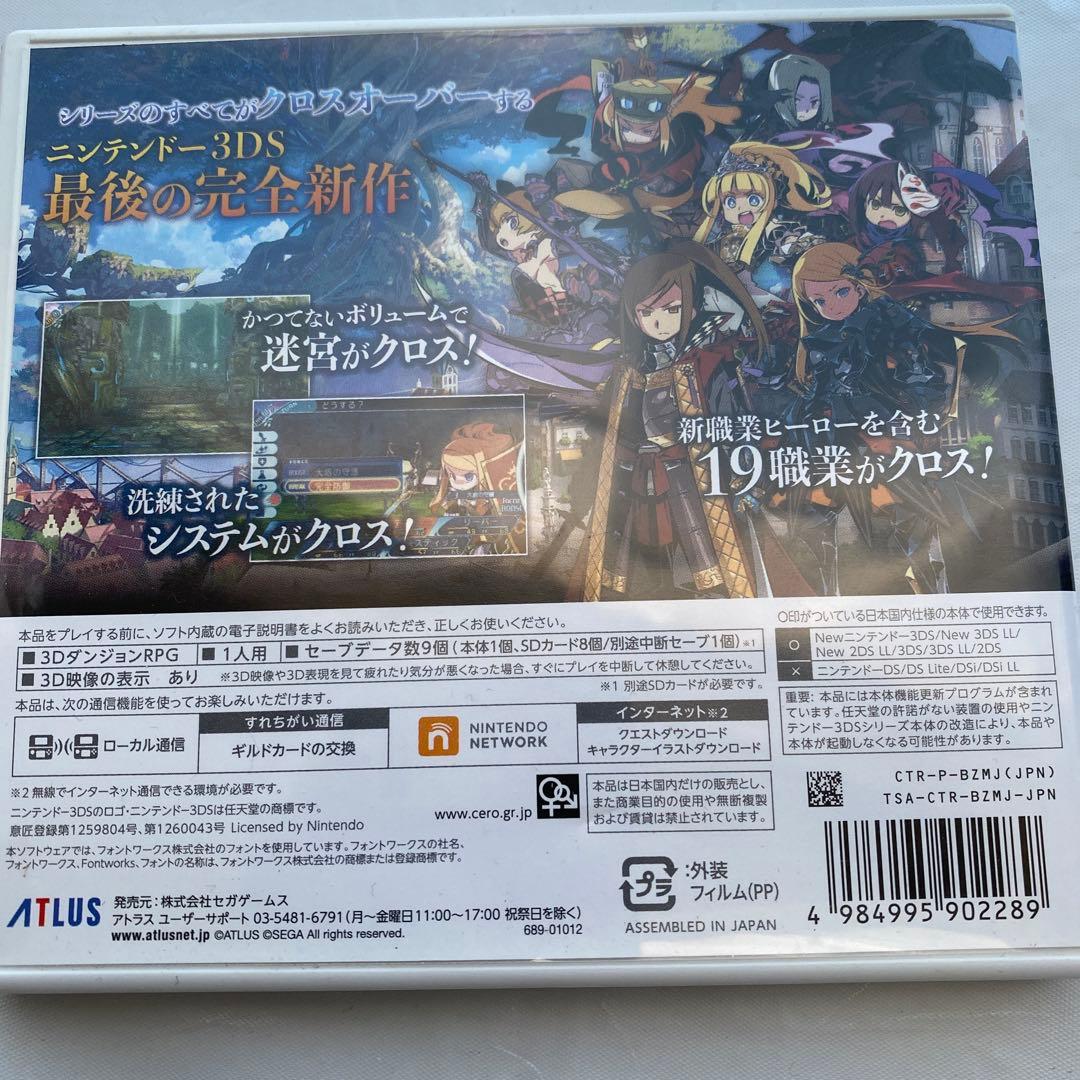 シリーズのすべてがクロスオーバーする
ニンテンドー3DS
最後の完全新作
かつてないボリュームで
迷宮がクロス!
どうする?
大盾の守護
完全防御
リーパー
新職業ヒーローを含む
19職業がクロス!
洗練された
システムがクロス!
本品をプレイする前に、ソフト内蔵の電子説明書をよくお読みいただき、正しくお使いください。
■3DダンジョンRPG ■1人用 ■セーブデータ数9個(本体1個、SDカード8個/別途中断セーブ1個)※1
■3D映像の表示 あり ※3D映像や3D表現を見て疲れたり気分が悪くなった場合、すぐにプレイを中断して休憩してください。
※1 別途SDカードが必要です。
本品は、次の通信機能を使ってお楽しみいただけます。
ローカル通信
すれちがい通信
ギルドカードの交換
NINTENDO
NETWORK
インターネット※2
クエストダウンロード
キャラクターイラストダウンロード
○印がついている日本国内仕様の本体で使用できます。
○ Newニンテンドー3DS/New 3DS LL/
New 2DS LL/3DS/3DS LL/2DS
× ニンテンドーDS/DS Lite/DSi/DSi LL
重要:本品には本体機能更新プログラムが含まれ
ています。任天堂の許諾がない装置の使用やニン
テンドー3DSシリーズ本体の改造により、本品や
本体が起動しなくなる可能性があります。
※2 無線でインターネット通信できる環境が必要です。
ニンテンドー3DSのロゴ・ニンテンドー3DSは任天堂の商標です。
意匠登録第1259804号、第1260043号 Licensed by Nintendo
本ソフトウェアでは、フォントワークス株式会社のフォントを使用しています。フォントワークスの社名、
フォントワークス、Fontworks、フォントの名称は、フォントワークス株式会社の商標または登録商標です。
www.cero.gr.jp
本品は日本国内だけの販売とし、
また商業目的の使用や無断複製
および賃貸は禁止されています。
CTR-P-BZMJ(JPN)
TSA-CTR-BZMJ-JPN
プラ
:外装
フィルム(PP)
ASSEMBLED IN JAPAN
4 984995 902289
ATLUS
発売元:株式会社セガゲームス
アトラス ユーザーサポート 03-5481-6791(月~金曜日11:00~17:00 祝祭日を除く)
www.atlusnet.jp ©ATLUS ©SEGA All rights reserved.
689-01012